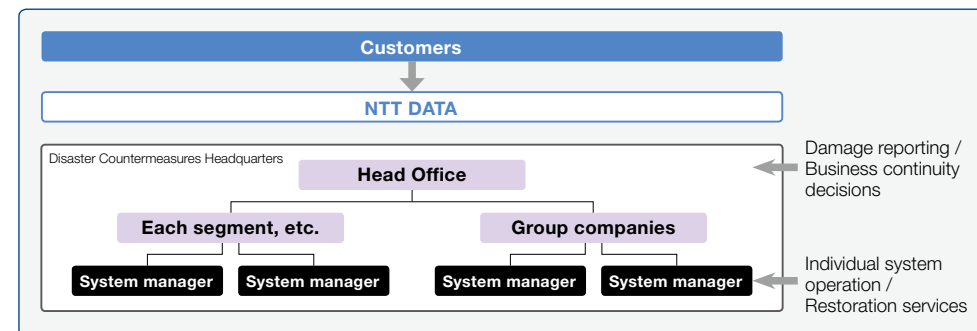 Customers
NTT DATA
Disaster Countermeasures Headquarters
Head Office
Damage reporting /
Business continuity
decisions
Each segment, etc.
Group companies
System manager
System manager
System manager
System manager
Individual system
operation /
Restoration services